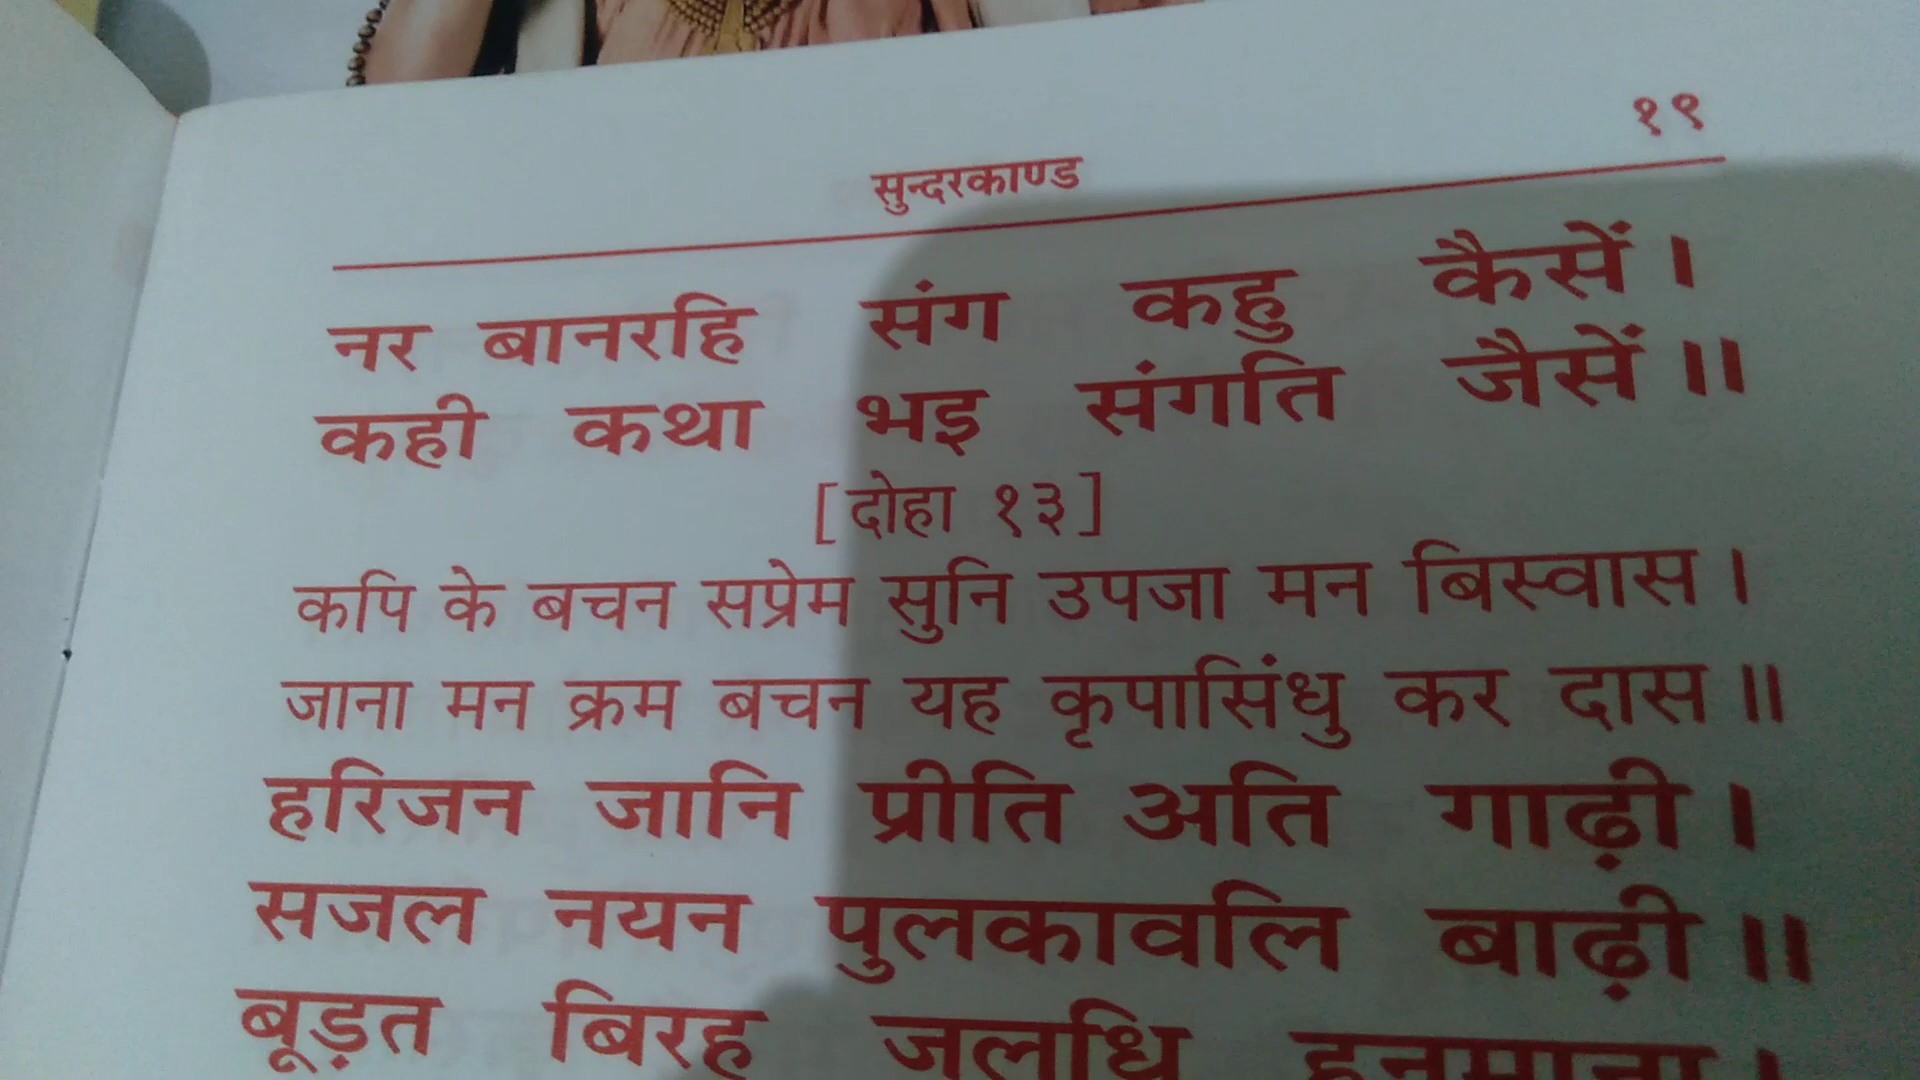 १९
सुन्दरकाण्ड
नर बानरहि संग कहु कैसें।
कही कथा भइ संगति जैसें॥
[दोहा १३]
कपि के बचन सप्रेम सुनि उपजा मन बिस्वास।
जाना मन क्रम बचन यह कृपासिंधु कर दास॥
हरिजन जानि प्रीति अति गाढ़ी।
सजल नयन पुलकावलि बाढ़ी॥
बूड़त बिरह जलधि हनुमाना।